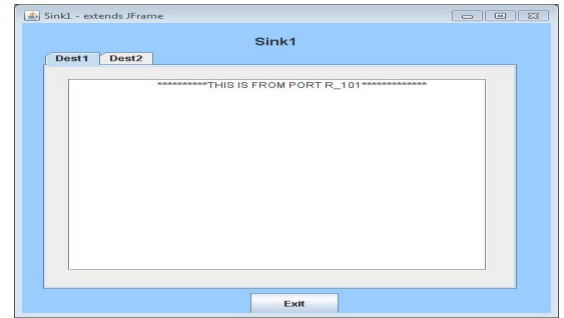 Sink1 - extends JFrame
Sink1
Dest1 Dest2
**********THIS IS FROM PORT R_101*************
Exit